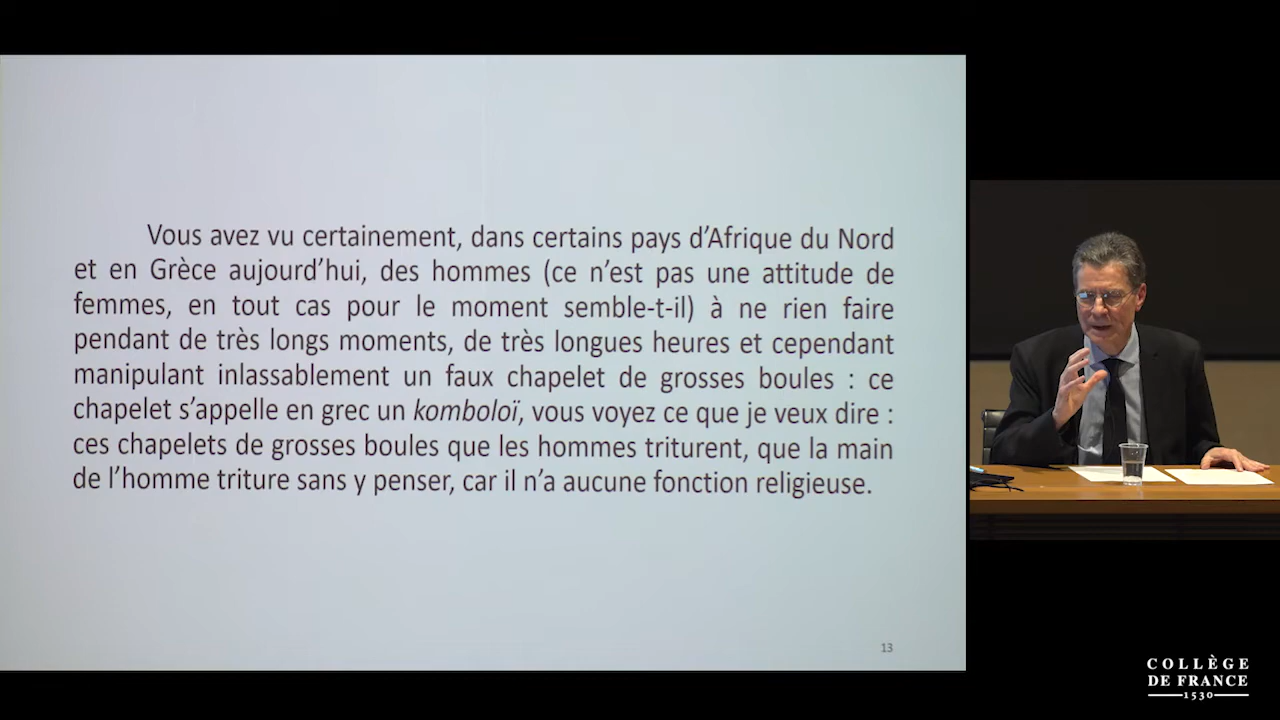 Vous avez vu certainement, dans certains pays d’Afrique du Nord
et en Grèce aujourd’hui, des hommes (ce n’est pas une attitude de
femmes, en tout cas pour le moment semble-t-il) à ne rien faire
pendant de très longs moments, de très longues heures et cependant
manipulant inlassablement un faux chapelet de grosses boules : ce
chapelet s’appelle en grec un komboloï, vous voyez ce que je veux dire :
ces chapelets de grosses boules que les hommes triturent, que la main
de l’homme triture sans y penser, car il n’a aucune fonction religieuse.
13
COLLÈGE
DE FRANCE
1530